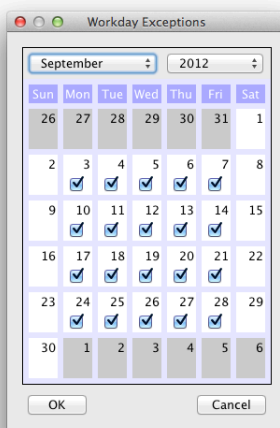 Workday Exceptions
September 2012
Sun Mon Tue Wed Thu Fri Sat
26 27 28 29 30 31 1
2 3 4 5 6 7 8
9 10 11 12 13 14 15
16 17 18 19 20 21 22
23 24 25 26 27 28 29
30 1 2 3 4 5 6
OK Cancel